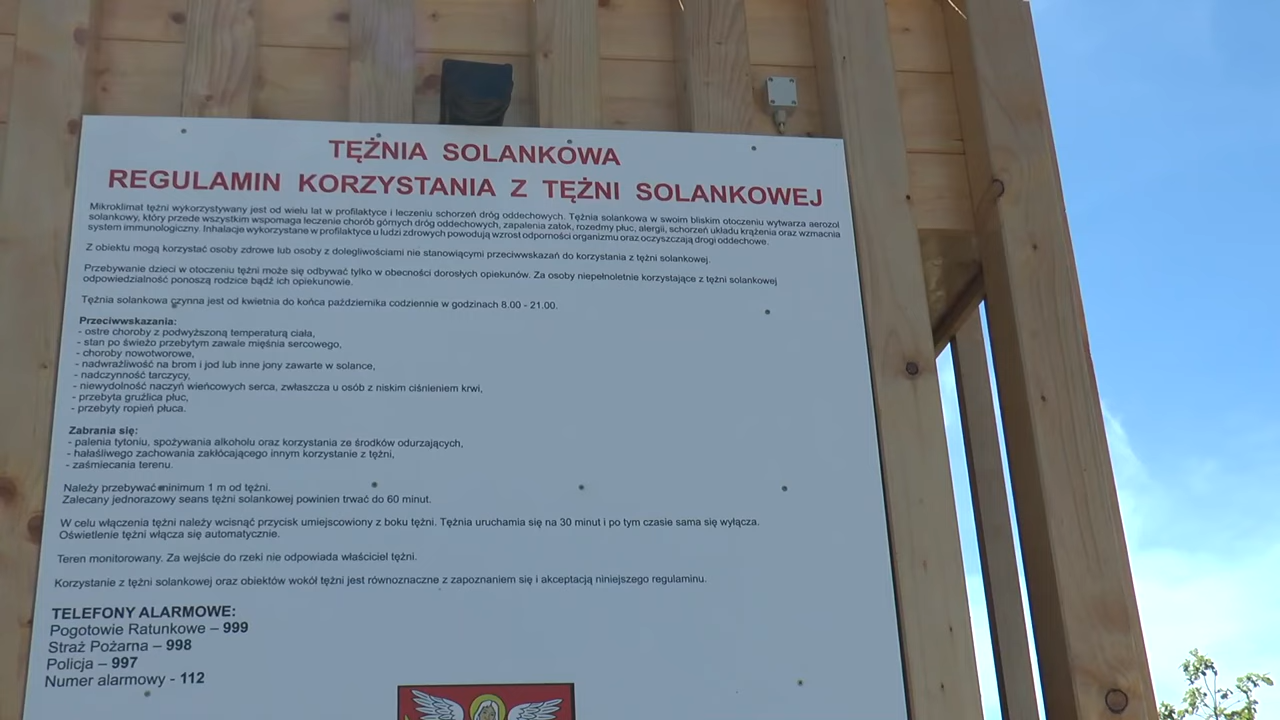 TĘŻNIA SOLANKOWA
REGULAMIN KORZYSTANIA Z TĘŻNI SOLANKOWEJ
Mikroklimat tężni wykorzystywany jest od wielu lat w profilaktyce i leczeniu schorzeń dróg oddechowych. Tężnia solankowa w swoim bliskim otoczeniu wytwarza aerozol
solankowy, który przede wszystkim wspomaga leczenie chorób górnych dróg oddechowych, zapalenia zatok, rozedmy płuc, alergii, schorzeń układu krążenia oraz wzmacnia
system immunologiczny. Inhalacje wykorzystane w profilaktyce u ludzi zdrowych powodują wzrost odporności organizmu oraz oczyszczają drogi oddechowe.
Z obiektu mogą korzystać osoby zdrowe lub osoby z dolegliwościami nie stanowiącymi przeciwwskazań do korzystania z tężni solankowej.
Przebywanie dzieci w otoczeniu tężni może się odbywać tylko w obecności dorosłych opiekunów. Za osoby niepełnoletnie korzystające z tężni solankowej
odpowiedzialność ponoszą rodzice bądź ich opiekunowie.
Tężnia solankowa czynna jest od kwietnia do końca października codziennie w godzinach 8.00 - 21.00.
Przeciwwskazania:
- ostre choroby z podwyższoną temperaturą ciała,
- stan po świeżo przebytym zawale mięśnia sercowego,
- choroby nowotworowe,
- nadwrażliwość na brom i jod lub inne jony zawarte w solance,
- nadczynność tarczycy,
- niewydolność naczyń wieńcowych serca, zwłaszcza u osób z niskim ciśnieniem krwi,
- przebyta gruźlica płuc,
- przebyty ropień płuca.
Zabrania się:
- palenia tytoniu, spożywania alkoholu oraz korzystania ze środków odurzających,
- hałaśliwego zachowania zakłócającego innym korzystanie z tężni,
- zaśmiecania terenu.
Należy przebywać minimum 1 m od tężni.
Zalecany jednorazowy seans tężni solankowej powinien trwać do 60 minut.
W celu włączenia tężni należy wcisnąć przycisk umiejscowiony z boku tężni. Tężnia uruchamia się na 30 minut i po tym czasie sama się wyłącza.
Oświetlenie tężni włącza się automatycznie.
Teren monitorowany. Za wejście do rzeki nie odpowiada właściciel tężni.
Korzystanie z tężni solankowej oraz obiektów wokół tężni jest równoznaczne z zapoznaniem się i akceptacją niniejszego regulaminu.
TELEFONY ALARMOWE:
Pogotowie Ratunkowe – 999
Straż Pożarna – 998
Policja – 997
Numer alarmowy - 112